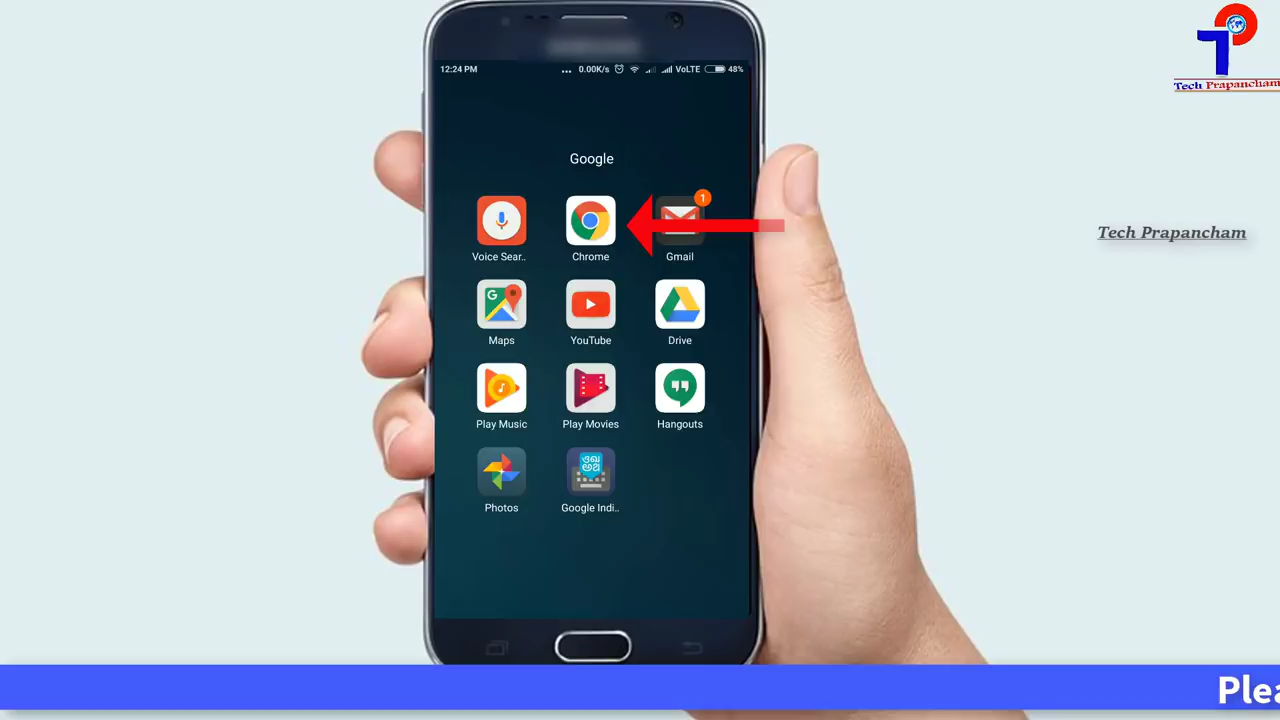 Tech Prapancham
12:24 PM ... 0.00K/s VoLTE 48%
Google
1
Voice Sear.. Chrome Gmail
G
Maps YouTube Drive
Play Music Play Movies Hangouts
Photos Google Indi..
Tech Prapancham